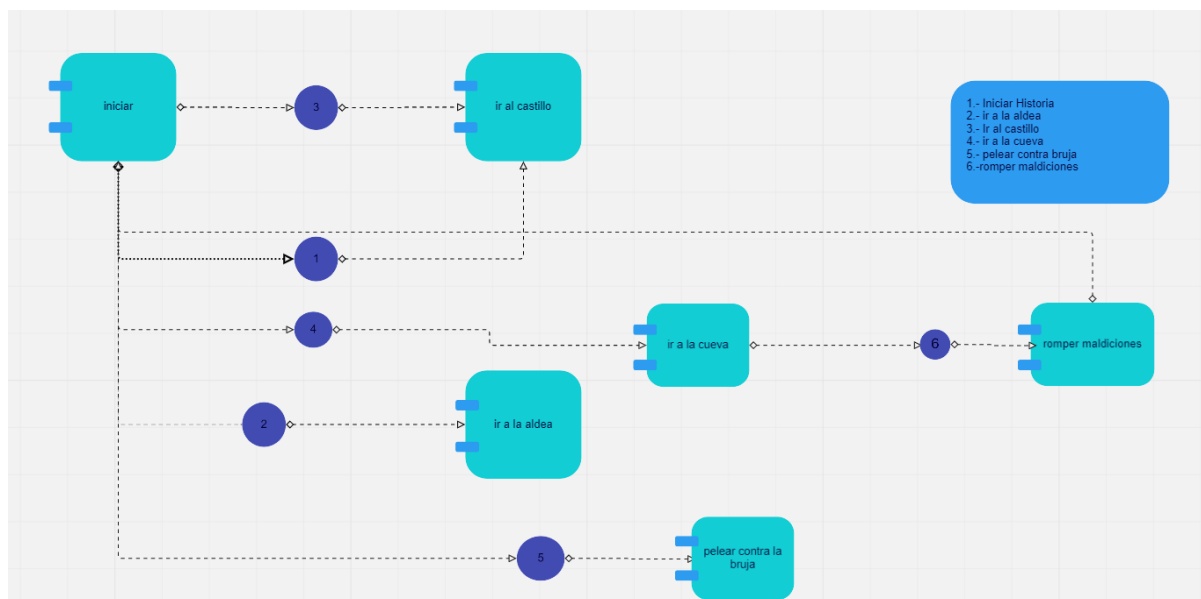 iniciar
3
ir al castillo
1.- Iniciar Historia
2.- ir a la aldea
3.- Ir al castillo
4.- ir a la cueva
5.- pelear contra bruja
6.-romper maldiciones
1
4
ir a la cueva
6
romper maldiciones
2
ir a la aldea
5
pelear contra la
bruja